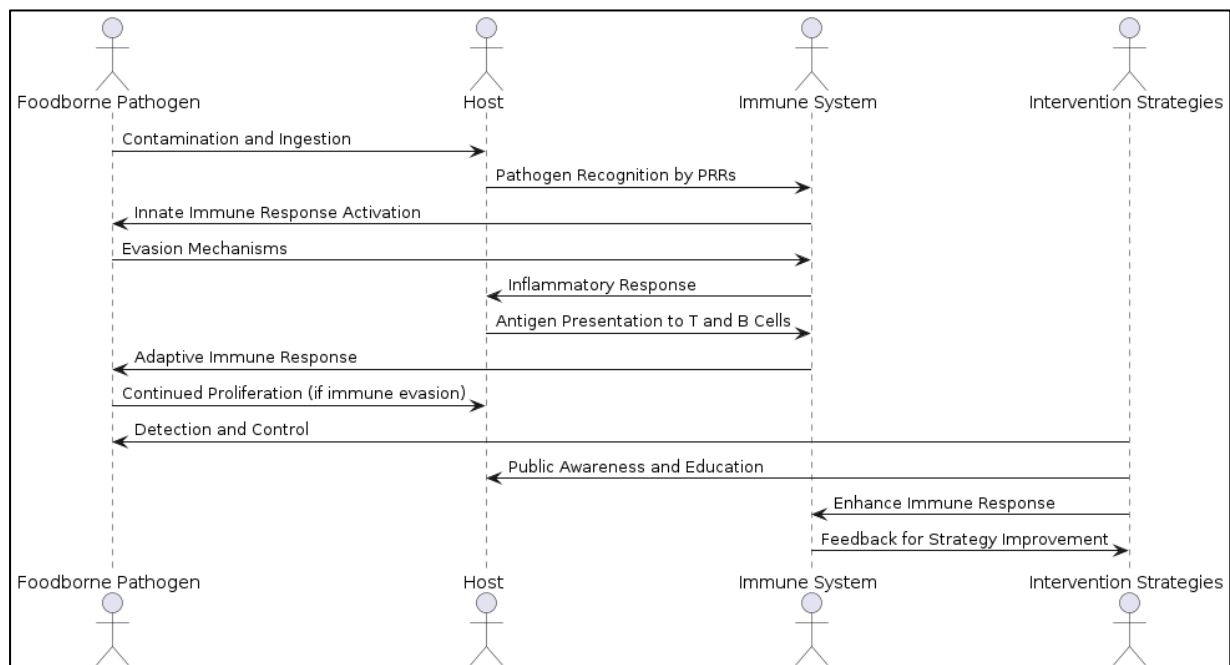 Foodborne Pathogen
Host
Immune System
Intervention Strategies
Contamination and Ingestion
Pathogen Recognition by PRRs
Innate Immune Response Activation
Evasion Mechanisms
Inflammatory Response
Antigen Presentation to T and B Cells
Adaptive Immune Response
Continued Proliferation (if immune evasion)
Detection and Control
Public Awareness and Education
Enhance Immune Response
Feedback for Strategy Improvement
Foodborne Pathogen
Host
Immune System
Intervention Strategies